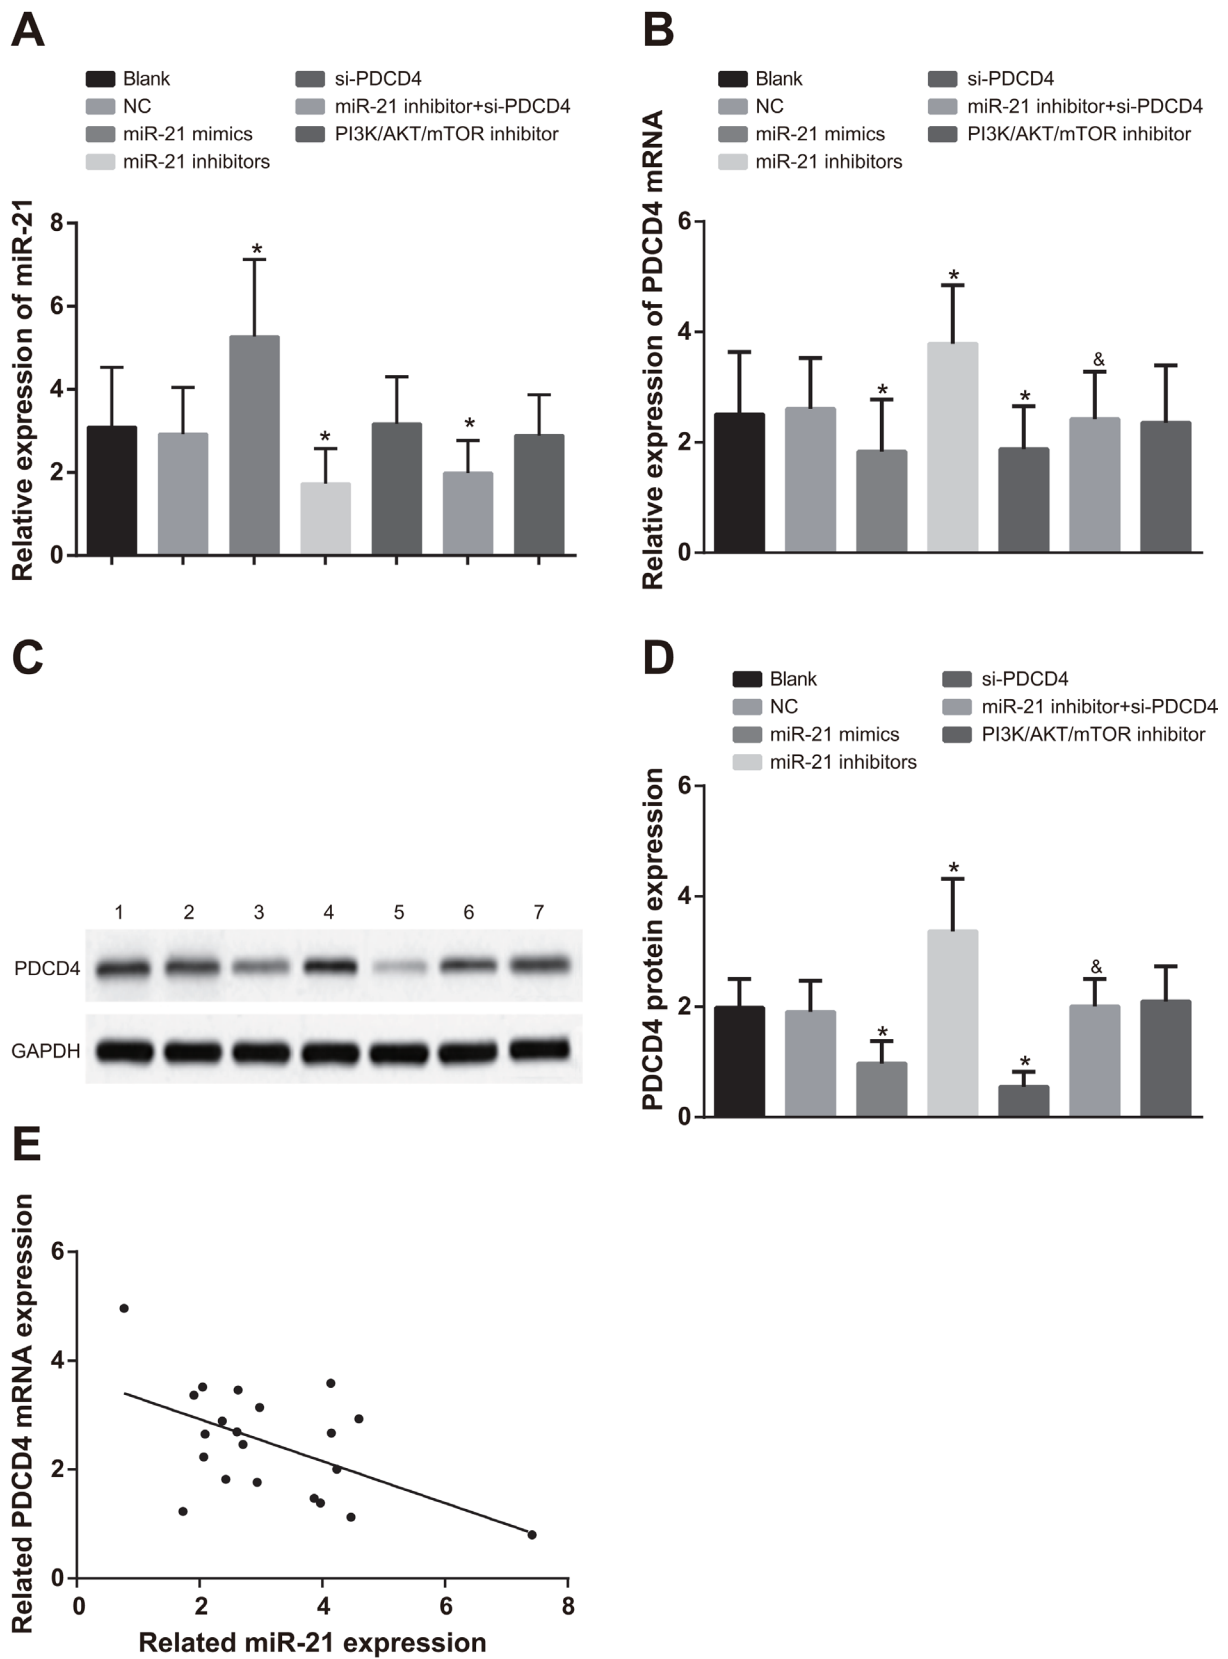 A
Blank
NC
miR-21 mimics
miR-21 inhibitors
si-PDCD4
miR-21 inhibitor+si-PDCD4
PI3K/AKT/mTOR inhibitor
Relative expression of miR-21
8
6
4
2
0
*
*
*
B
Blank
NC
miR-21 mimics
miR-21 inhibitors
si-PDCD4
miR-21 inhibitor+si-PDCD4
PI3K/AKT/mTOR inhibitor
Relative expression of PDCD4 mRNA
6
4
2
0
*
*
*
&
C
1 2 3 4 5 6 7
PDCD4
GAPDH
D
Blank
NC
miR-21 mimics
miR-21 inhibitors
si-PDCD4
miR-21 inhibitor+si-PDCD4
PI3K/AKT/mTOR inhibitor
PDCD4 protein expression
6
4
2
0
*
*
*
&
E
Related PDCD4 mRNA expression
6
4
2
0
0 2 4 6 8
Related miR-21 expression